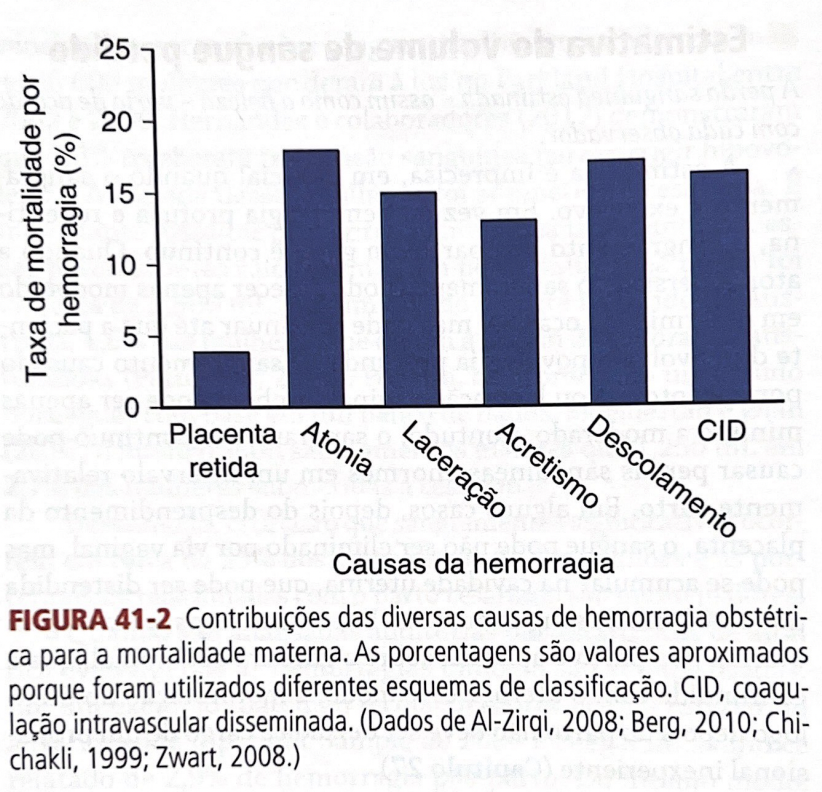 Taxa de mortalidade por
hemorragia (%)
25
20
15
10
5
0
Placenta
retida
Atonia
Laceração
Acretismo
Descolamento
CID
Causas da hemorragia
FIGURA 41-2 Contribuições das diversas causas de hemorragia obstétri-
ca para a mortalidade materna. As porcentagens são valores aproximados
porque foram utilizados diferentes esquemas de classificação. CID, coagu-
lação intravascular disseminada. (Dados de Al-Zirqi, 2008; Berg, 2010; Chi-
chakli, 1999; Zwart, 2008.)